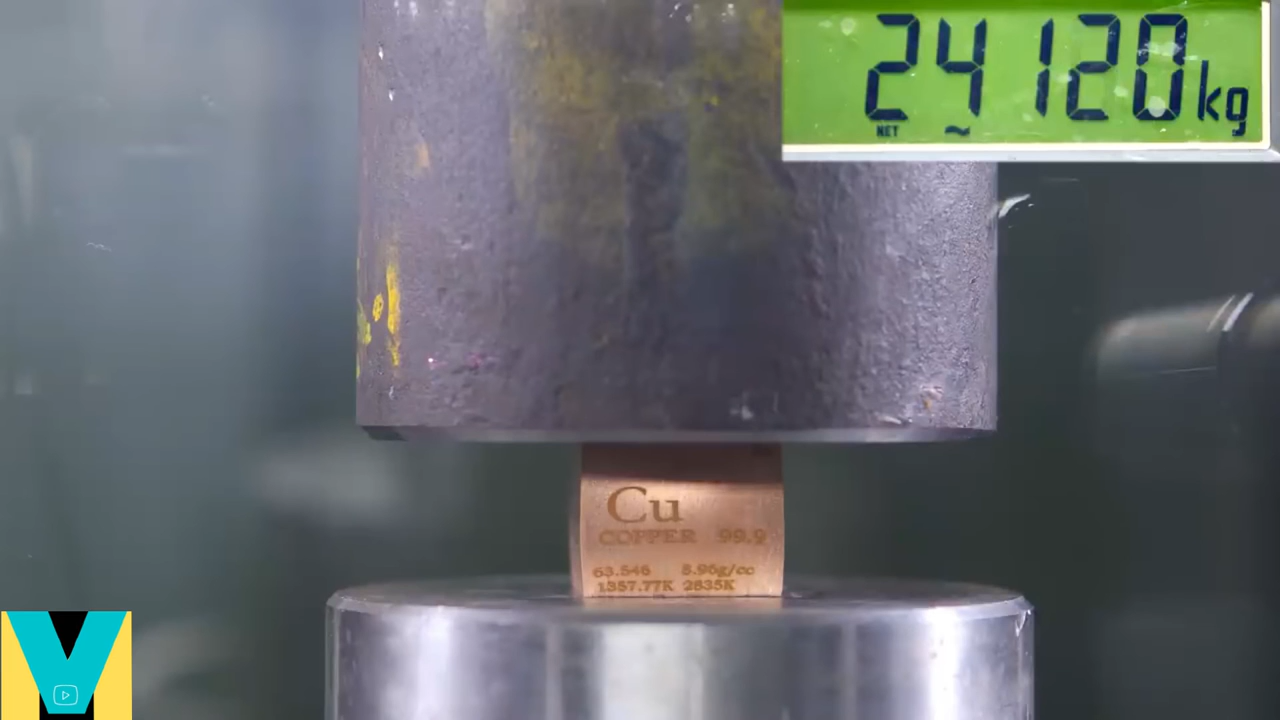 24120kg
NET
Cu
COPPER 99.9
63.546 8.96g/cc
1357.77K 2835K